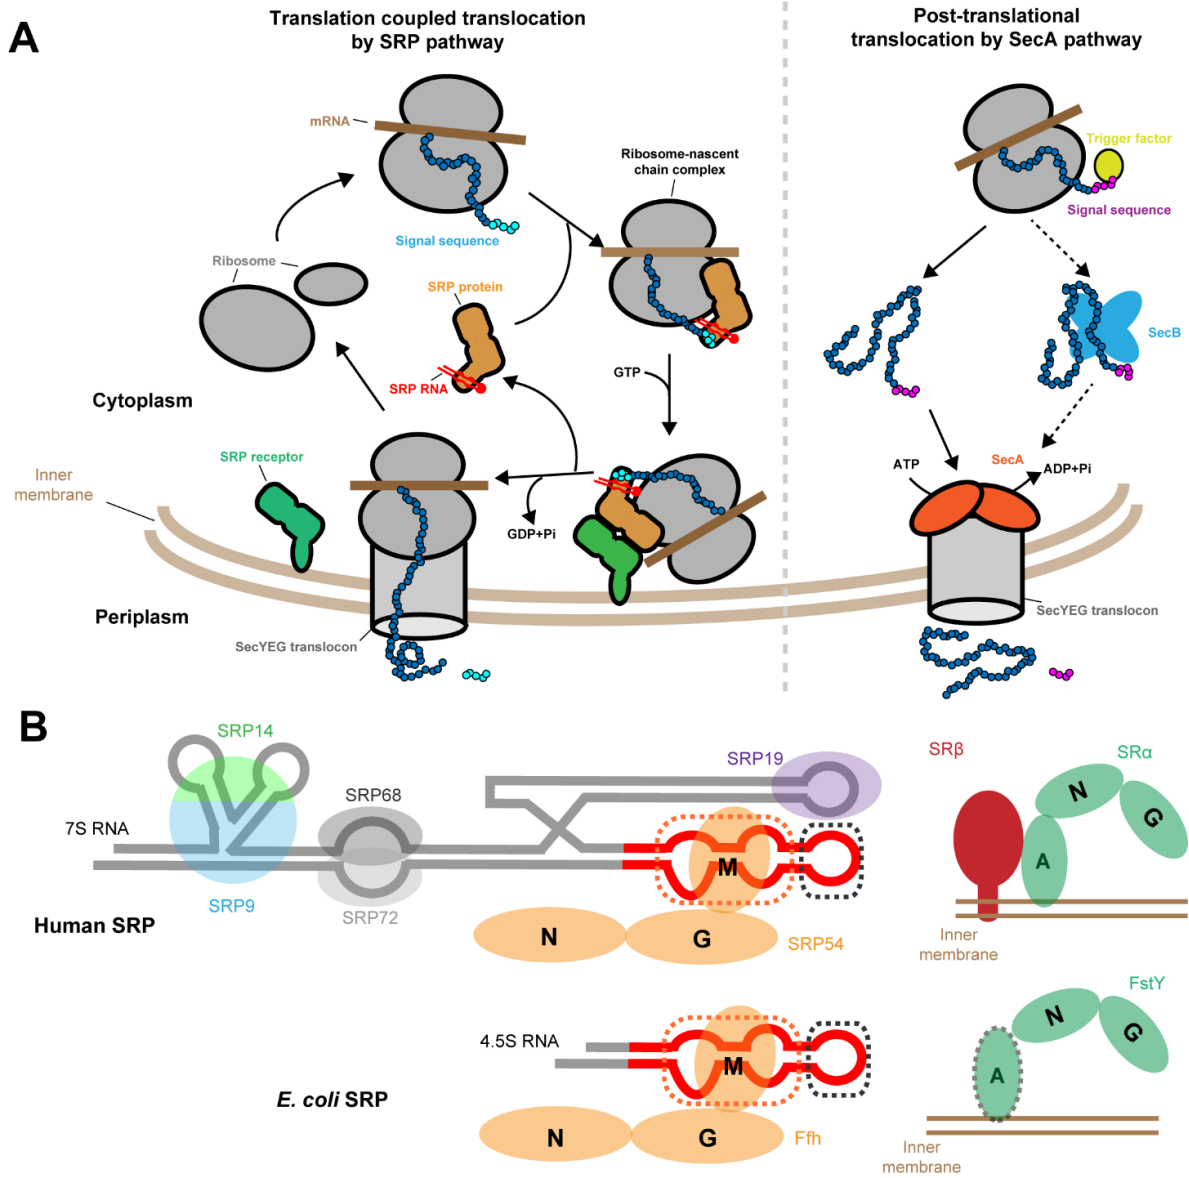 A
Translation coupled translocation
by SRP pathway
Post-translational
translocation by SecA pathway
mRNA
Ribosome-nascent
chain complex
Trigger factor
Signal sequence
Signal sequence
Ribosome
SRP protein
SecB
GTP
SRP RNA
Cytoplasm
SRP receptor
ATP
SecA
ADP+Pi
Inner
membrane
GDP+Pi
Periplasm
SecYEG translocon
SecYEG translocon
B
SRP14
SRP19
SRβ
SRα
SRP68
N
7S RNA
G
M
A
SRP9
SRP72
Human SRP
N
G
SRP54
Inner
membrane
FstY
N
G
4.5S RNA
M
A
E. coli SRP
N
G
Ffh
Inner
membrane